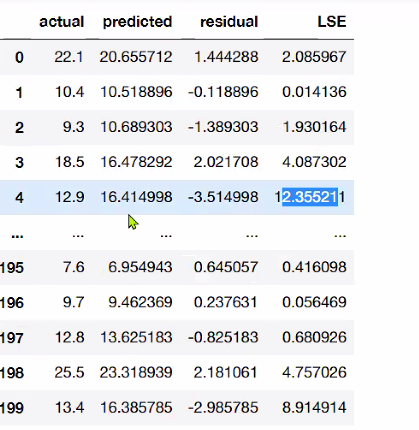 actual predicted residual LSE
0 22.1 20.655712 1.444288 2.085967
1 10.4 10.518896 -0.118896 0.014136
2 9.3 10.689303 -1.389303 1.930164
3 18.5 16.478292 2.021708 4.087302
4 12.9 16.414998 -3.514998 12.355211
... ... ... ... ...
195 7.6 6.954943 0.645057 0.416098
196 9.7 9.462369 0.237631 0.056469
197 12.8 13.625183 -0.825183 0.680926
198 25.5 23.318939 2.181061 4.757026
199 13.4 16.385785 -2.985785 8.914914